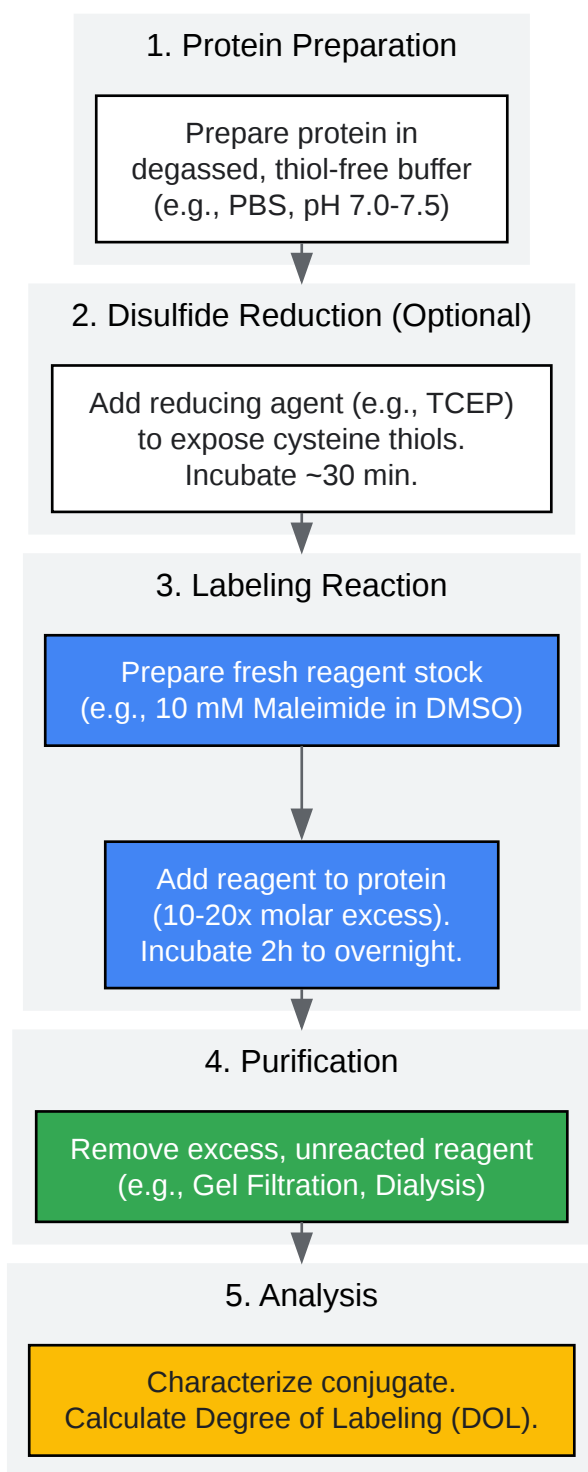 1. Protein Preparation
Prepare protein in
degassed, thiol-free buffer
(e.g., PBS, pH 7.0-7.5)
2. Disulfide Reduction (Optional)
Add reducing agent (e.g., TCEP)
to expose cysteine thiols.
Incubate ~30 min.
3. Labeling Reaction
Prepare fresh reagent stock
(e.g., 10 mM Maleimide in DMSO)
Add reagent to protein
(10-20x molar excess).
Incubate 2h to overnight.
4. Purification
Remove excess, unreacted reagent
(e.g., Gel Filtration, Dialysis)
5. Analysis
Characterize conjugate.
Calculate Degree of Labeling (DOL).